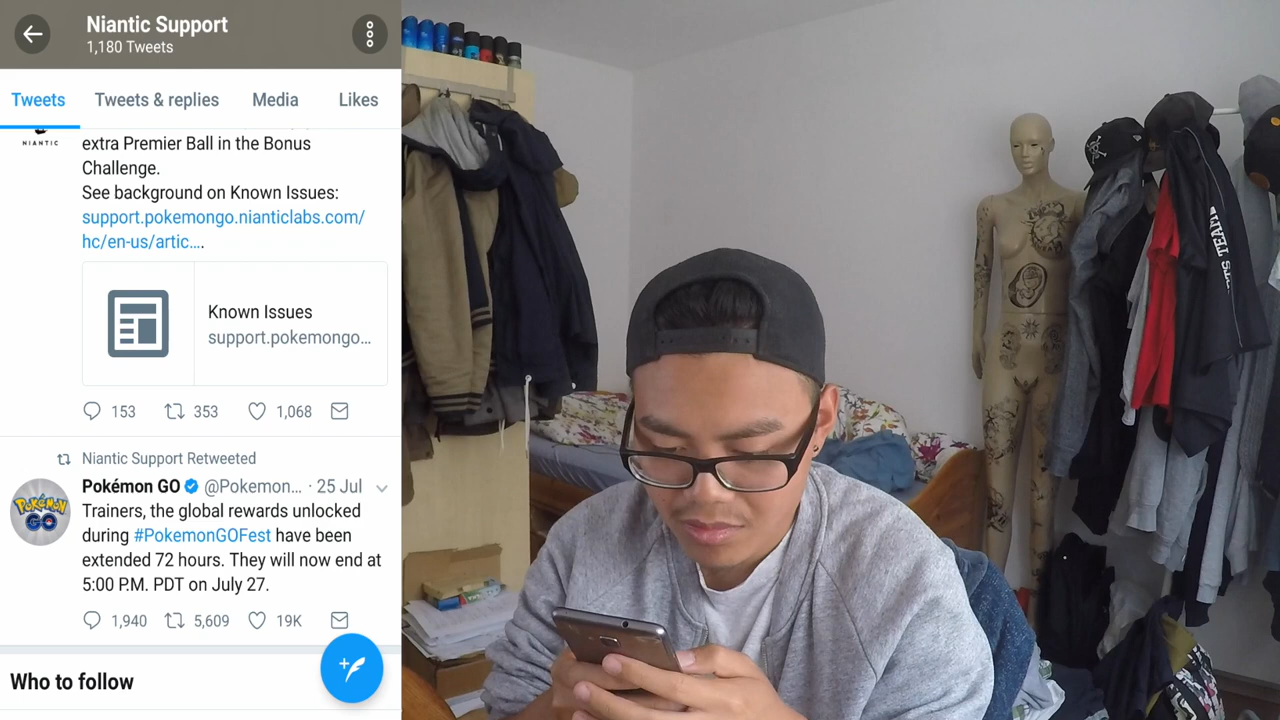 Niantic Support
1,180 Tweets
Tweets
Tweets & replies
Media
Likes
NIANTIC
extra Premier Ball in the Bonus
Challenge.
See background on Known Issues:
support.pokemongo.nianticlabs.com/
hc/en-us/artic….
Known Issues
support.pokemongo...
153
353
1,068
Niantic Support Retweeted
Pokémon GO @Pokemon... · 25 Jul
POKÉMON
GO
Trainers, the global rewards unlocked
during #PokemonGOFest have been
extended 72 hours. They will now end at
5:00 P.M. PDT on July 27.
1,940
5,609
19K
Who to follow
TEAM